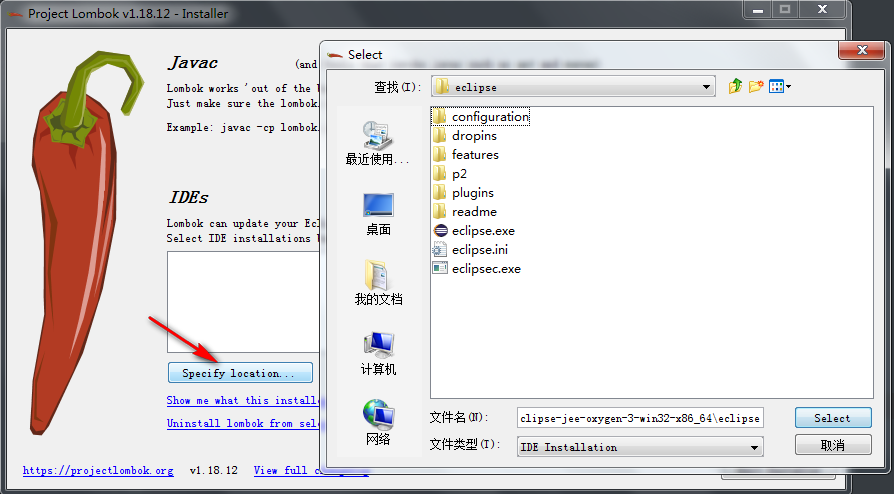 Project Lombok v1.18.12 - Installer
Javac
Lombok works 'out of the
Just make sure the lombok.
Example: javac -cp lombok.
IDEs
Lombok can update your Ecl
Select IDE installations
Specify location...
Show me what this installe
Uninstall lombok from sele
https://projectlombok.org v1.18.12 View full
Select
查找(I): eclipse
最近使用...
桌面
我的文档
计算机
网络
configuration
dropins
features
p2
plugins
readme
eclipse.exe
eclipse.ini
eclipsec.exe
文件名(N): clipse-jee-oxygen-3-win32-x86_64\eclipse Select
文件类型(T): IDE Installation 取消